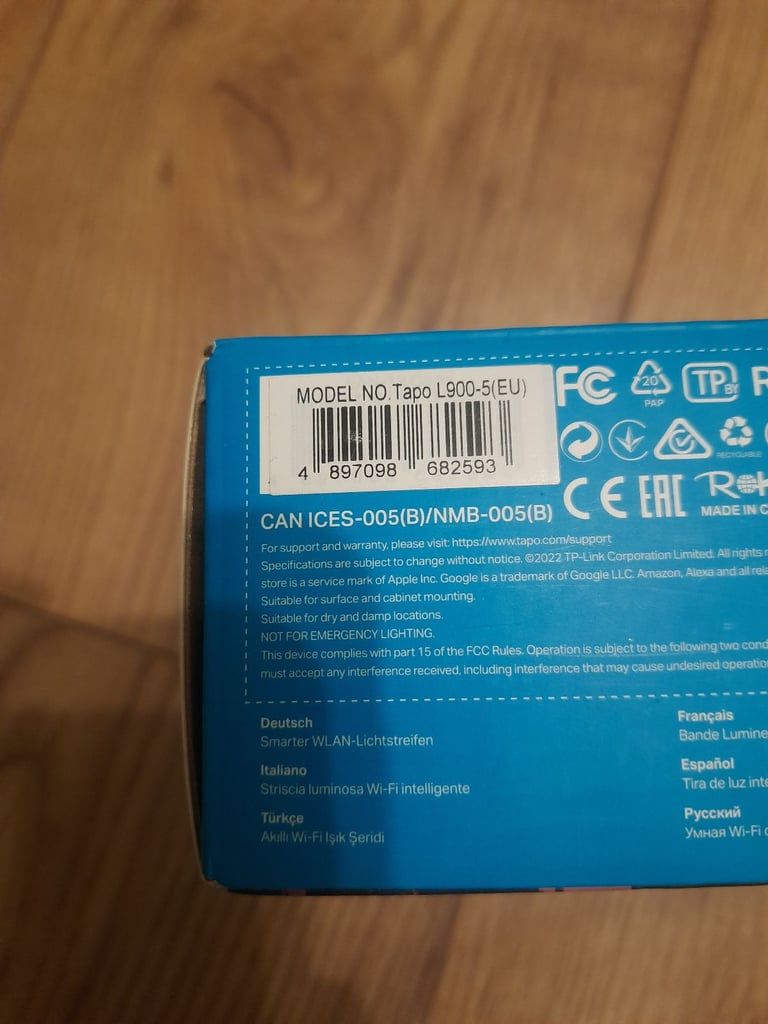 MODEL NO.Tapo L900-5(EU)
4 897098 682593
FC
20
PAP
TP
BY
RECYCLABLE
CAN ICES-005(B)/NMB-005(B)
CE EAC
MADE IN
For support and warranty, please visit: https://www.tapo.com/support
Specifications are subject to change without notice. ©2022 TP-Link Corporation Limited. All rights
store is a service mark of Apple Inc. Google is a trademark of Google LLC. Amazon, Alexa and all
Suitable for surface and cabinet mounting.
Suitable for dry and damp locations.
NOT FOR EMERGENCY LIGHTING.
This device complies with part 15 of the FCC Rules. Operation is subject to the following two
must accept any interference received, including interference that may cause undesired
Deutsch
Smarter WLAN-Lichtstreifen
Italiano
Striscia luminosa Wi-Fi intelligente
Türkçe
Akıllı Wi-Fi Işık Şeridi
Français
Bande
Español
Tira de luz
Русский
Умная Wi-Fi